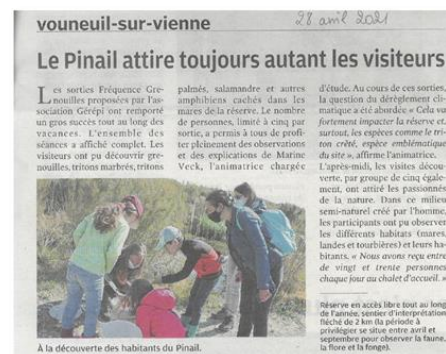 vouneuil-sur-vienne
28 avril 2021
Le Pinail attire toujours autant les visiteurs
Les sorties Fréquence Gre-
nouilles proposées par l'as-
sociation Gérépi ont remporté
un gros succès tout au long des
vacances. L'ensemble des
séances a affiché complet. Les
visiteurs ont pu découvrir gre-
nouilles, tritons marbrés, tritons
palmés, salamandre et autres
amphibiens cachés dans les
mares de la réserve. Le nombre
de personnes, limité à cinq par
sortie, a permis à tous de profi-
ter pleinement des observations
et des explications de Marine
Veck, l'animatrice chargée
d'étude. Au cours de ces sorties,
la question du dérèglement cli-
matique a été abordée « Cela va
fortement impacter la réserve et,
surtout, les espèces comme le tri-
ton crêté, espèce emblématique
du site », affirme l'animatrice.
L'après-midi, les visites décou-
verte, par groupe de cinq égale-
ment, ont attiré les passionnés
de la nature. Dans ce milieu
semi-naturel créé par l'homme,
les participants ont pu observer
les différents habitats (mares,
landes et tourbières) et leurs ha-
bitants. « Nous avons reçu entre
de vingt et trente personnes
chaque jour au chalet d'accueil. »
Réserve en accès libre tout au long
de l'année, sentier d'interprétation
fléché de 2 km (la période à
privilégier se situe entre avril et
septembre pour observer la faune,
la flore et la fonge).
À la découverte des habitants du Pinail.